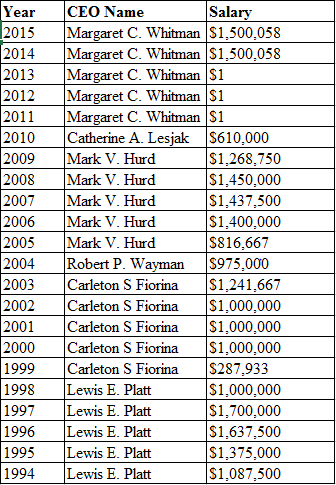 Year CEO Name Salary
2015 Margaret C. Whitman $1,500,058
2014 Margaret C. Whitman $1,500,058
2013 Margaret C. Whitman $1
2012 Margaret C. Whitman $1
2011 Margaret C. Whitman $1
2010 Catherine A. Lesjak $610,000
2009 Mark V. Hurd $1,268,750
2008 Mark V. Hurd $1,450,000
2007 Mark V. Hurd $1,437,500
2006 Mark V. Hurd $1,400,000
2005 Mark V. Hurd $816,667
2004 Robert P. Wayman $975,000
2003 Carleton S Fiorina $1,241,667
2002 Carleton S Fiorina $1,000,000
2001 Carleton S Fiorina $1,000,000
2000 Carleton S Fiorina $1,000,000
1999 Carleton S Fiorina $287,933
1998 Lewis E. Platt $1,000,000
1997 Lewis E. Platt $1,700,000
1996 Lewis E. Platt $1,637,500
1995 Lewis E. Platt $1,375,000
1994 Lewis E. Platt $1,087,500